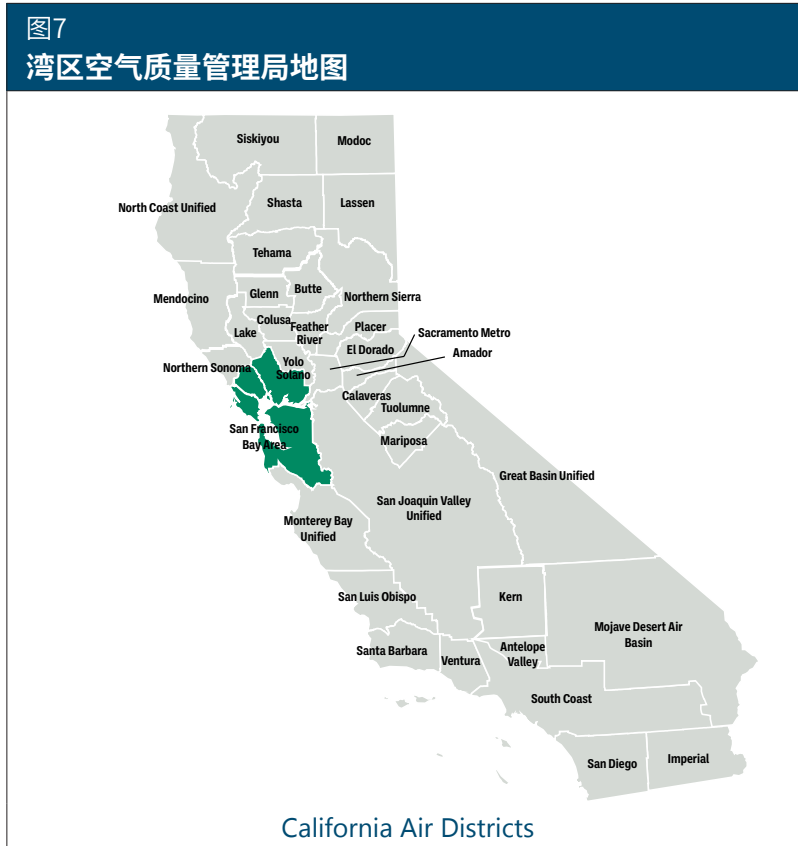 图7
湾区空气质量管理局地图
Siskiyou
Modoc
North Coast Unified
Shasta
Lassen
Tehama
Mendocino
Glenn
Butte
Northern Sierra
Colusa
Lake
Feather
River
Placer
Sacramento Metro
El Dorado
Amador
Northern Sonoma
Yolo
Solano
Calaveras
Tuolumne
San Francisco
Bay Area
Mariposa
Great Basin Unified
San Joaquin Valley
Unified
Monterey Bay
Unified
San Luis Obispo
Kern
Mojave Desert Air
Basin
Santa Barbara
Ventura
Antelope
Valley
South Coast
San Diego
Imperial
California Air Districts